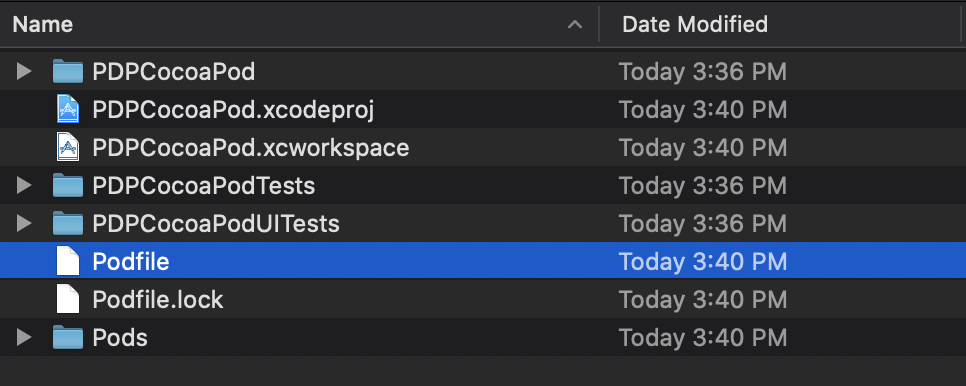 Name Date Modified
PDPCocoaPod Today 3:36 PM
PDPCocoaPod.xcodeproj Today 3:40 PM
PDPCocoaPod.xcworkspace Today 3:40 PM
PDPCocoaPodTests Today 3:36 PM
PDPCocoaPodUITests Today 3:36 PM
Podfile Today 3:40 PM
Podfile.lock Today 3:40 PM
Pods Today 3:40 PM